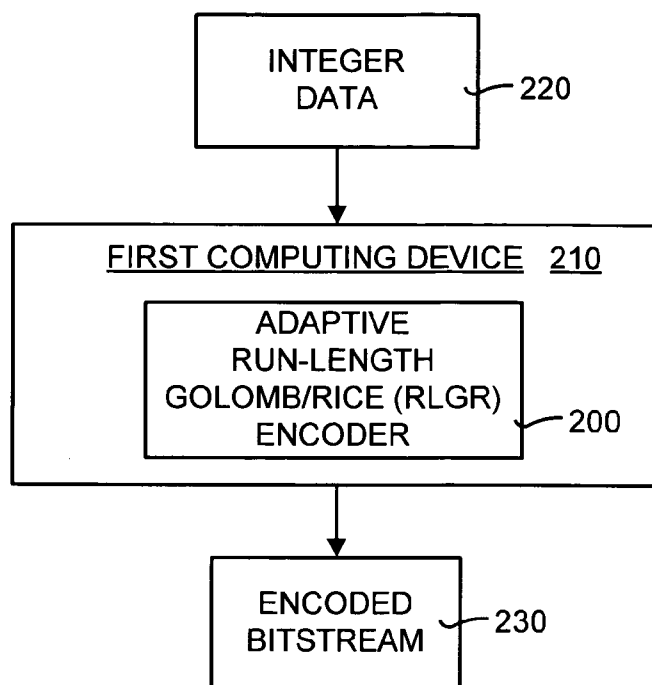 INTEGER
DATA
220
FIRST COMPUTING DEVICE 210
ADAPTIVE
RUN-LENGTH
GOLOMB/RICE (RLGR)
ENCODER
200
ENCODED
BITSTREAM
230